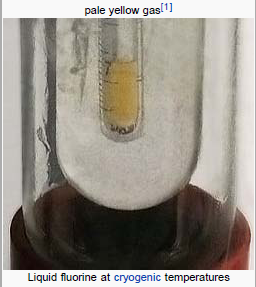 pale yellow gas[1]
Liquid fluorine at cryogenic temperatures